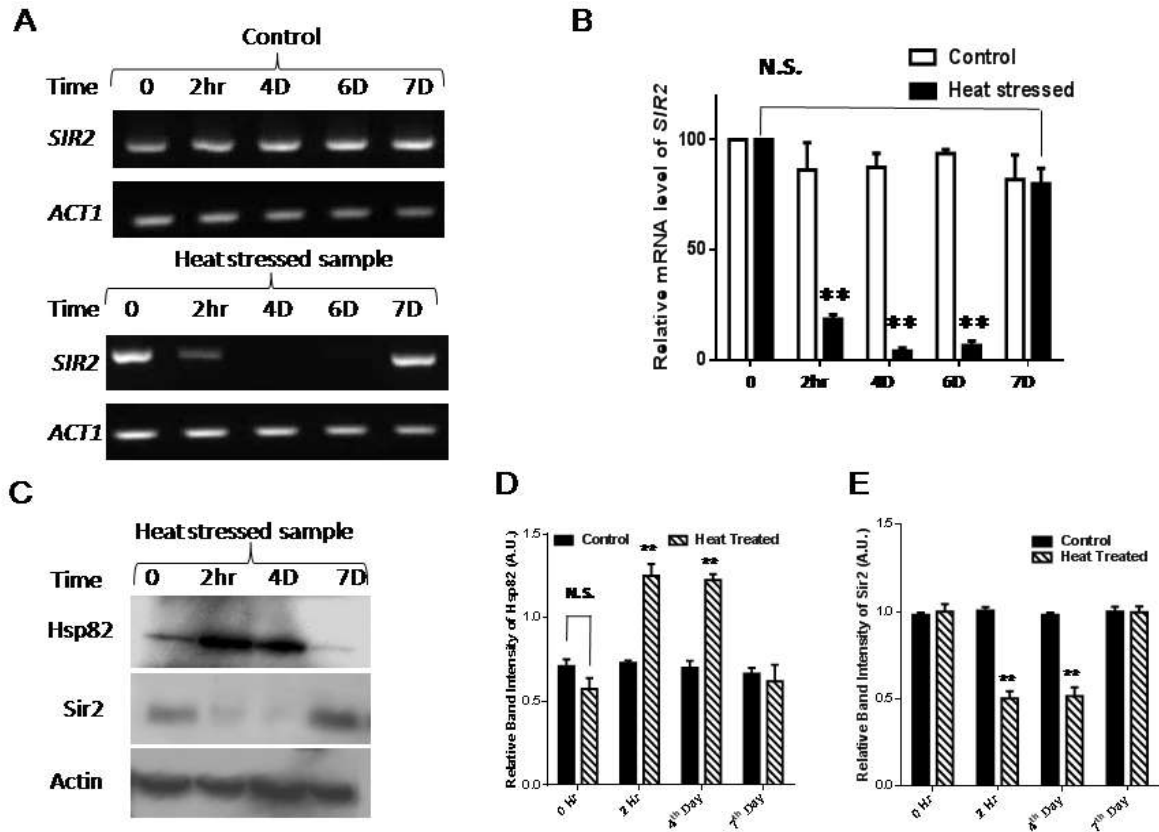 A
Control
Time 0 2hr 4D 6D 7D
SIR2
ACT1
Heat stressed sample
Time 0 2hr 4D 6D 7D
SIR2
ACT1
B
N.S.
Control
Heat stressed
Relative mRNA level of SIR2
100
50
0
** ** **
0 2hr 4D 6D 7D
C
Heat stressed sample
Time 0 2hr 4D 7D
Hsp82
Sir2
Actin
D
Relative Band Intensity of Hsp82 (A.U.)
1.5
1.0
0.5
0.0
Control Heat Treated
N.S.
** **
0 Hr 2 Hr 4th Day 7th Day
E
Relative Band Intensity of Sir2 (A.U.)
1.5
1.0
0.5
0.0
Control
Heat Treated
** **
0 Hr 2 Hr 4th Day 7th Day